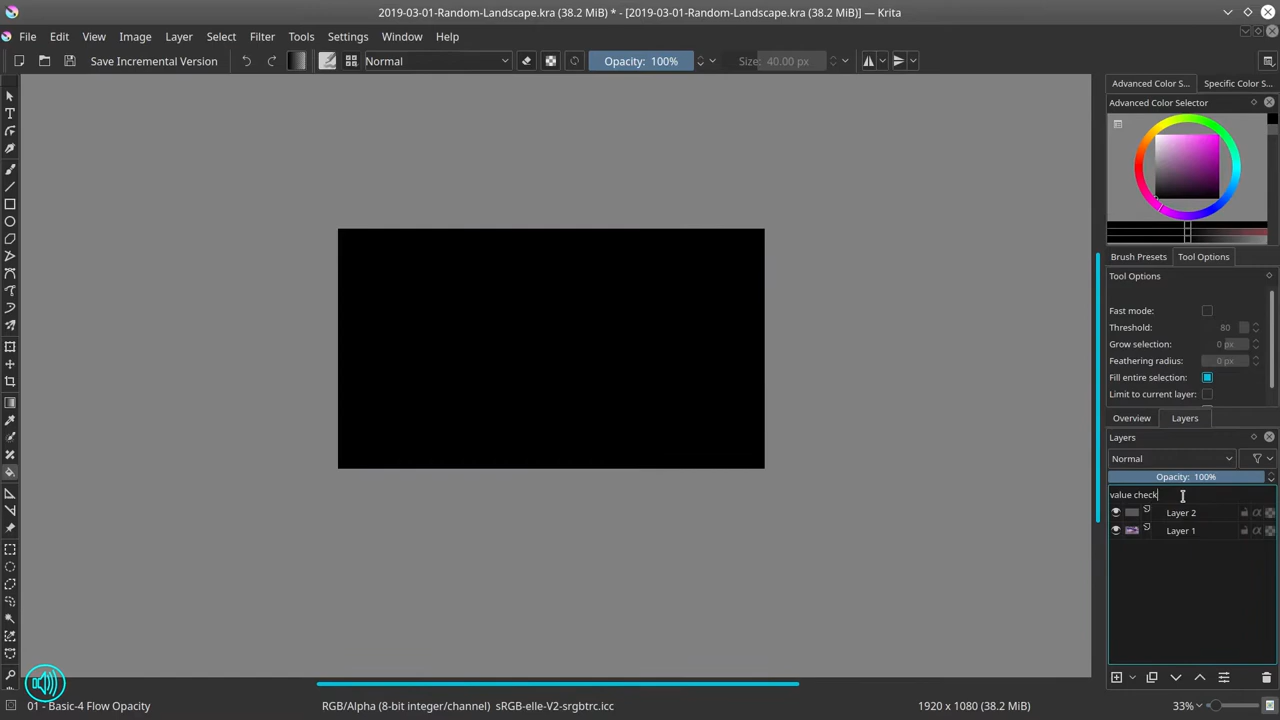 2019-03-01-Random-Landscape.kra (38.2 MiB) * - [2019-03-01-Random-Landscape.kra (38.2 MiB)] — Krita
File Edit View Image Layer Select Filter Tools Settings Window Help
Save Incremental Version Normal Opacity: 100% Size: 40.00 px
Advanced Color S... Specific Color S...
Advanced Color Selector
Brush Presets Tool Options
Tool Options
Fast mode:
Threshold: 80
Grow selection: 0 px
Feathering radius: 0 px
Fill entire selection:
Limit to current layer:
Overview Layers
Layers
Normal
Opacity: 100%
value check
Layer 2
Layer 1
01 - Basic-4 Flow Opacity RGB/Alpha (8-bit integer/channel) sRGB-elle-V2-srgbtrc.icc 1920 x 1080 (38.2 MiB) 33%